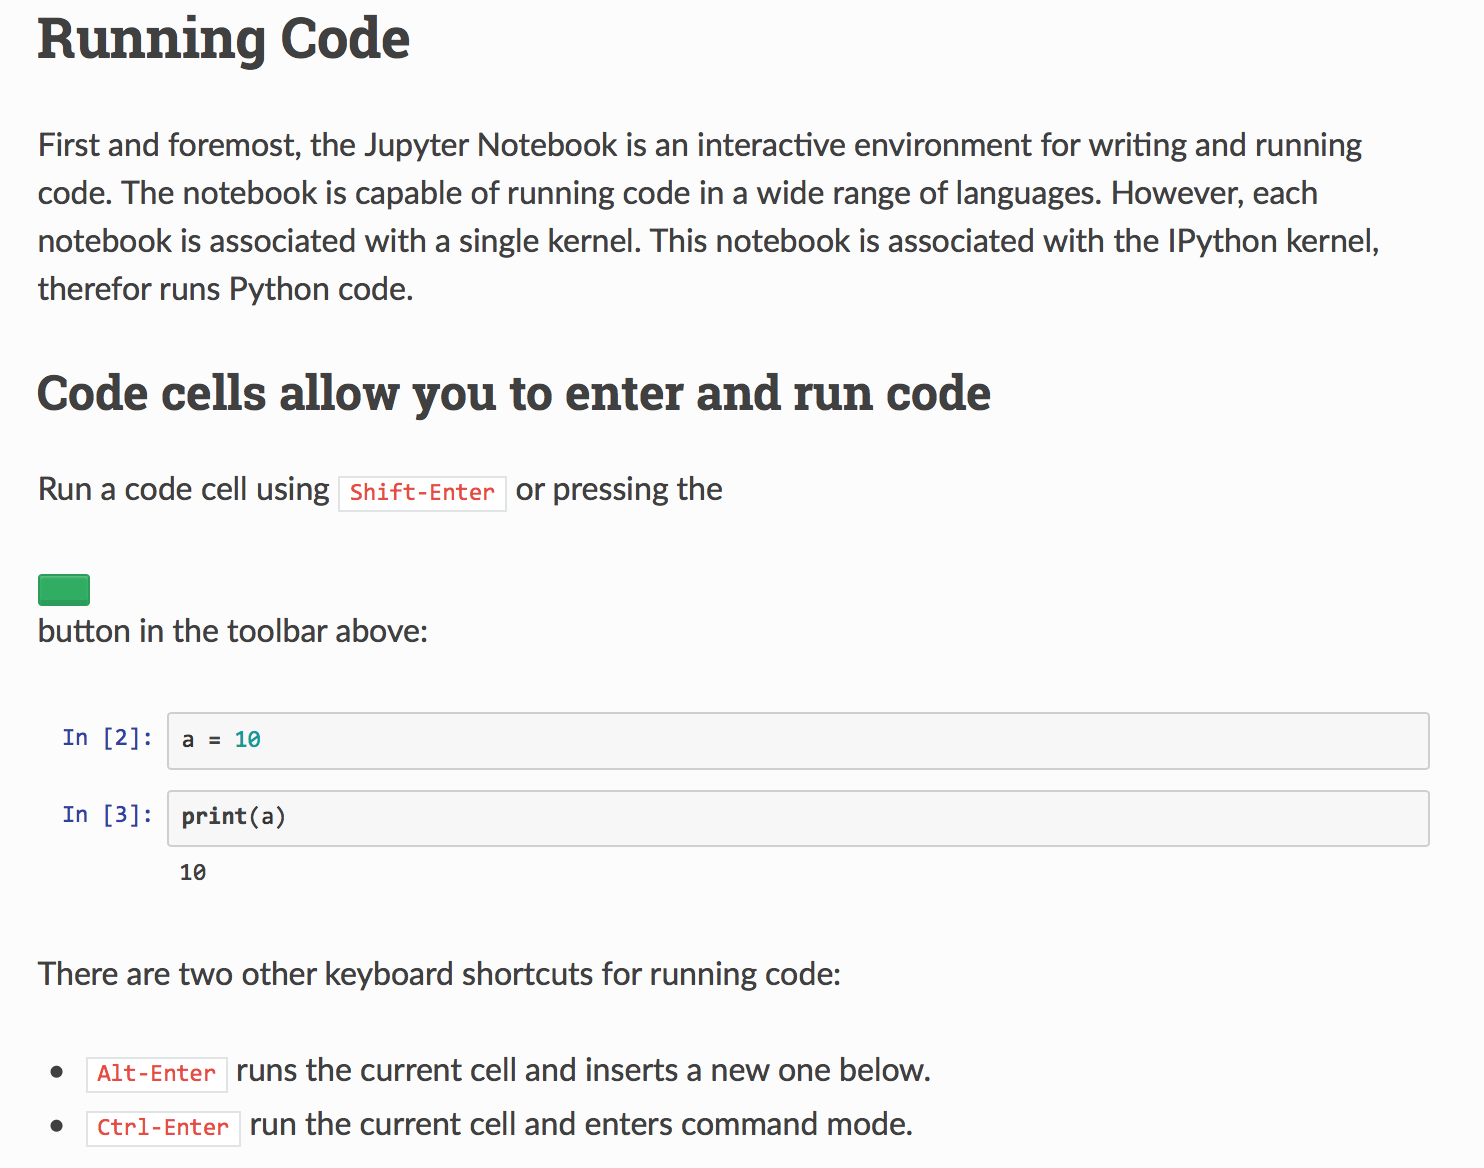 Running Code
First and foremost, the Jupyter Notebook is an interactive environment for writing and running
code. The notebook is capable of running code in a wide range of languages. However, each
notebook is associated with a single kernel. This notebook is associated with the IPython kernel,
therefor runs Python code.
Code cells allow you to enter and run code
Run a code cell using Shift-Enter or pressing the
button in the toolbar above:
In [2]: a = 10
In [3]: print(a)
10
There are two other keyboard shortcuts for running code:
• Alt-Enter runs the current cell and inserts a new one below.
• Ctrl-Enter run the current cell and enters command mode.